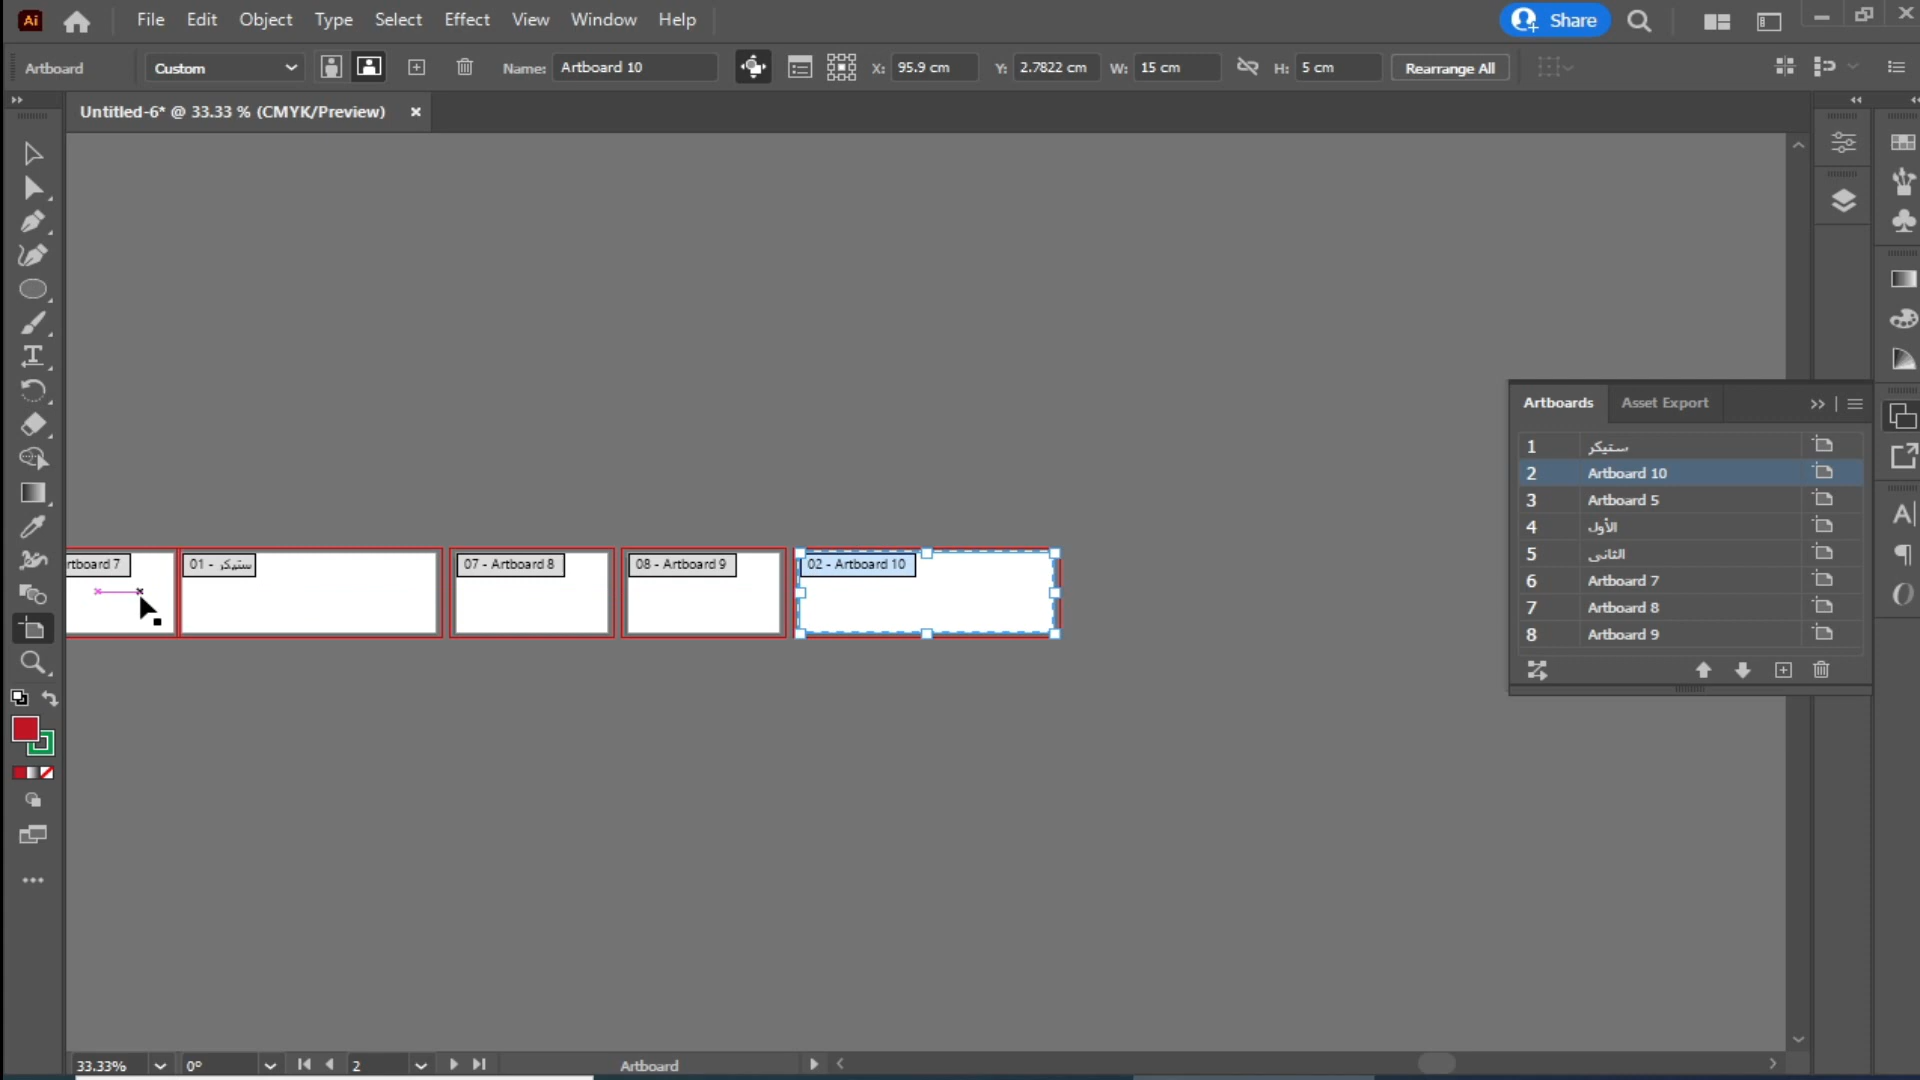 Ai File Edit Object Type Select Effect View Window Help Share
Artboard Custom Name: Artboard 10 X: 95.9 cm Y: 2.7822 cm W: 15 cm H: 5 cm Rearrange All
Untitled-6* @ 33.33 % (CMYK/Preview)
rtboard 7
01 - ستيكر
07 - Artboard 8
08 - Artboard 9
02 - Artboard 10
Artboards Asset Export
1 ستيكر
2 Artboard 10
3 Artboard 5
4 الأول
5 الثانى
6 Artboard 7
7 Artboard 8
8 Artboard 9
33.33% 0° 2 Artboard